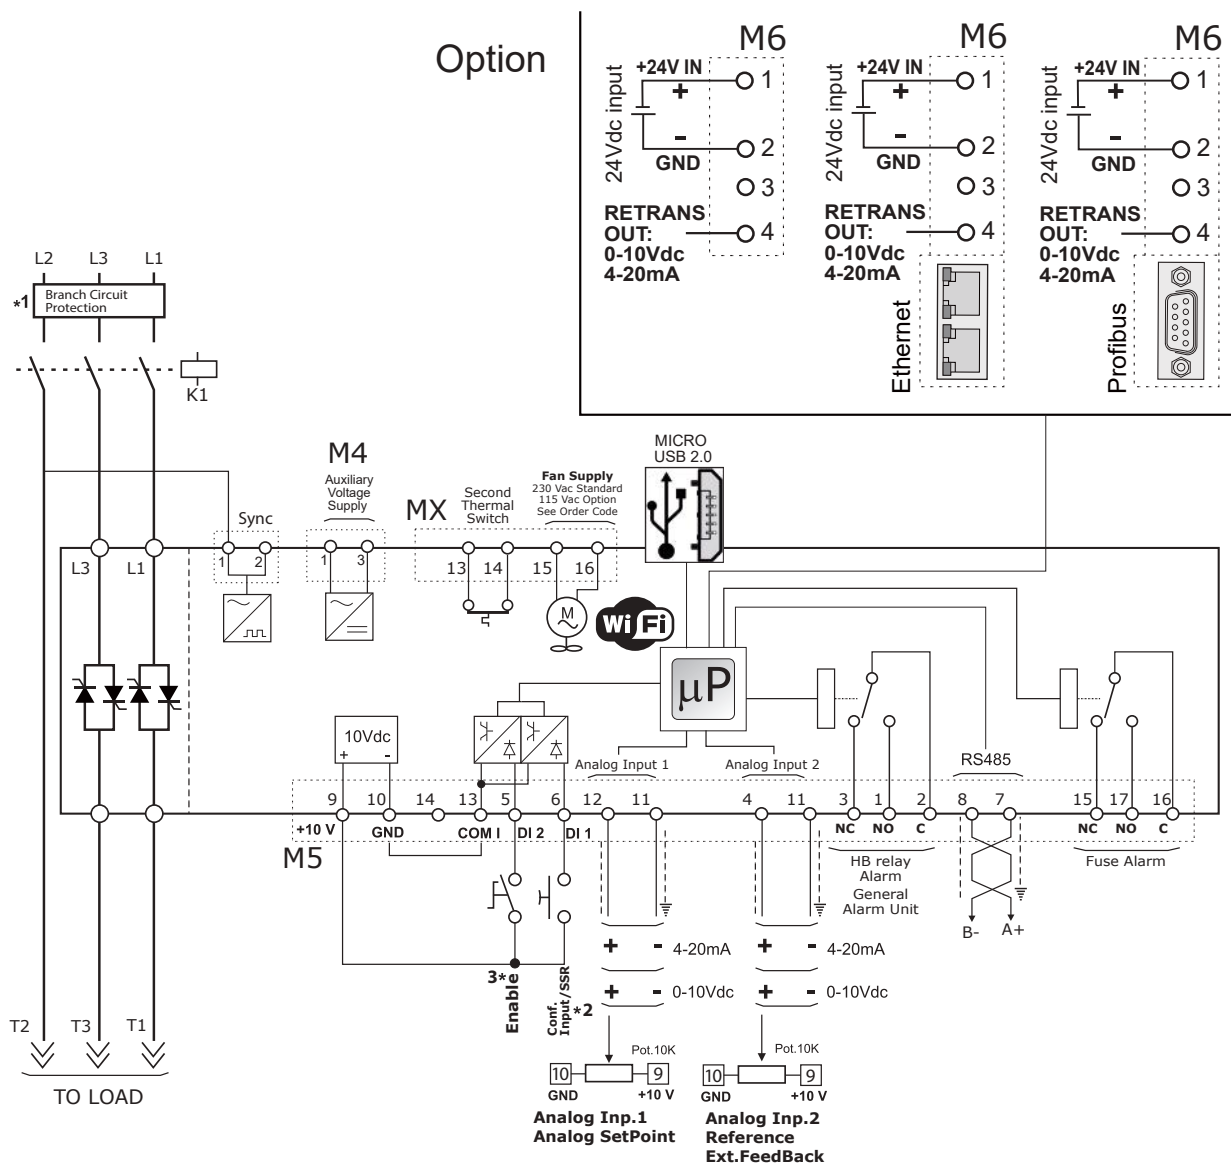 Option
M6
+24V IN
+
-
GND
24Vdc input
1
2
3
4
RETRANS
OUT:
0-10Vdc
4-20mA
M6
+24V IN
+
-
GND
24Vdc input
1
2
3
4
RETRANS
OUT:
0-10Vdc
4-20mA
Ethernet
M6
+24V IN
+
-
GND
24Vdc input
1
2
3
4
RETRANS
OUT:
0-10Vdc
4-20mA
Profibus
L2 L3 L1
*1
Branch Circuit
Protection
K1
Sync
1 2
M4
Auxiliary
Voltage
Supply
1 3
MX
Second
Thermal
Switch
13 14
Fan Supply
230 Vac Standard
115 Vac Option
See Order Code
15 16
M
MICRO
USB 2.0
Wi Fi
L3 L1
µP
10Vdc
+ -
Analog Input 1
Analog Input 2
RS485
9 10 14 13 5 6 12 11 4 11 3 1 2 8 7 15 17 16
+10 V GND COM I DI 2 DI 1 NC NO C NC NO C
M5
HB relay
Alarm
General
Alarm Unit
Fuse Alarm
B- A+
3*
Enable
Conf.
Input/SSR
*2
+ - 4-20mA
+ - 0-10Vdc
+ - 4-20mA
+ - 0-10Vdc
T2 T3 T1
TO LOAD
Pot.10K
10 9
GND +10 V
Analog Inp.1
Analog SetPoint
Pot.10K
10 9
GND +10 V
Analog Inp.2
Reference
Ext.FeedBack